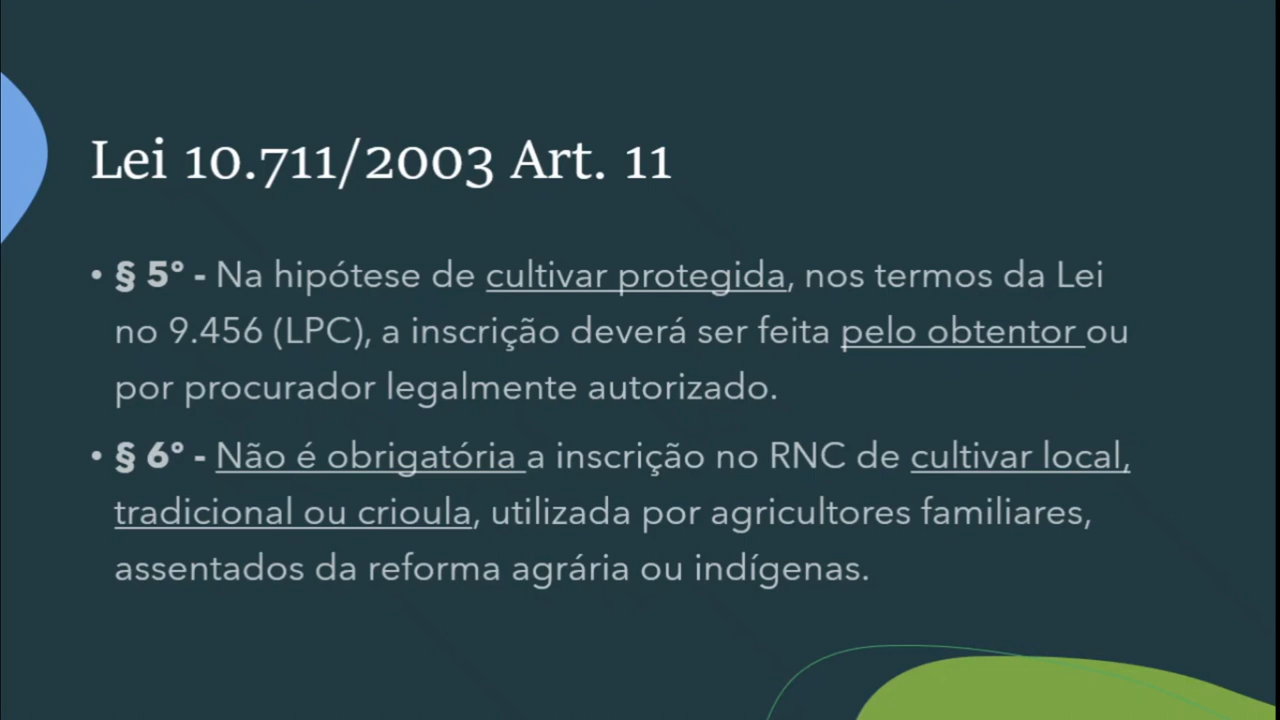 Lei 10.711/2003 Art. 11
• § 5º - Na hipótese de cultivar protegida, nos termos da Lei
no 9.456 (LPC), a inscrição deverá ser feita pelo obtentor ou
por procurador legalmente autorizado.
• § 6º - Não é obrigatória a inscrição no RNC de cultivar local,
tradicional ou crioula, utilizada por agricultores familiares,
assentados da reforma agrária ou indígenas.